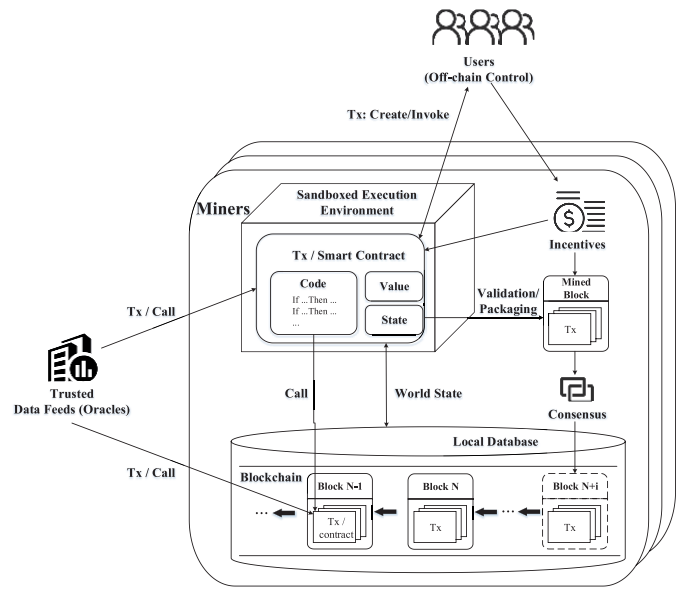 Users
(Off-chain Control)
Tx: Create/Invoke
Miners
Sandboxed Execution
Environment
Tx / Smart Contract
Code
If ...Then ...
If ...Then ...
...
Value
State
$
Incentives
Validation/
Packaging
Mined
Block
Tx
Tx / Call
Trusted
Data Feeds (Oracles)
Call
World State
Consensus
Tx / Call
Local Database
Blockchain
Block N-1
Block N
Block N+i
...
Tx /
contract
Tx
...
Tx